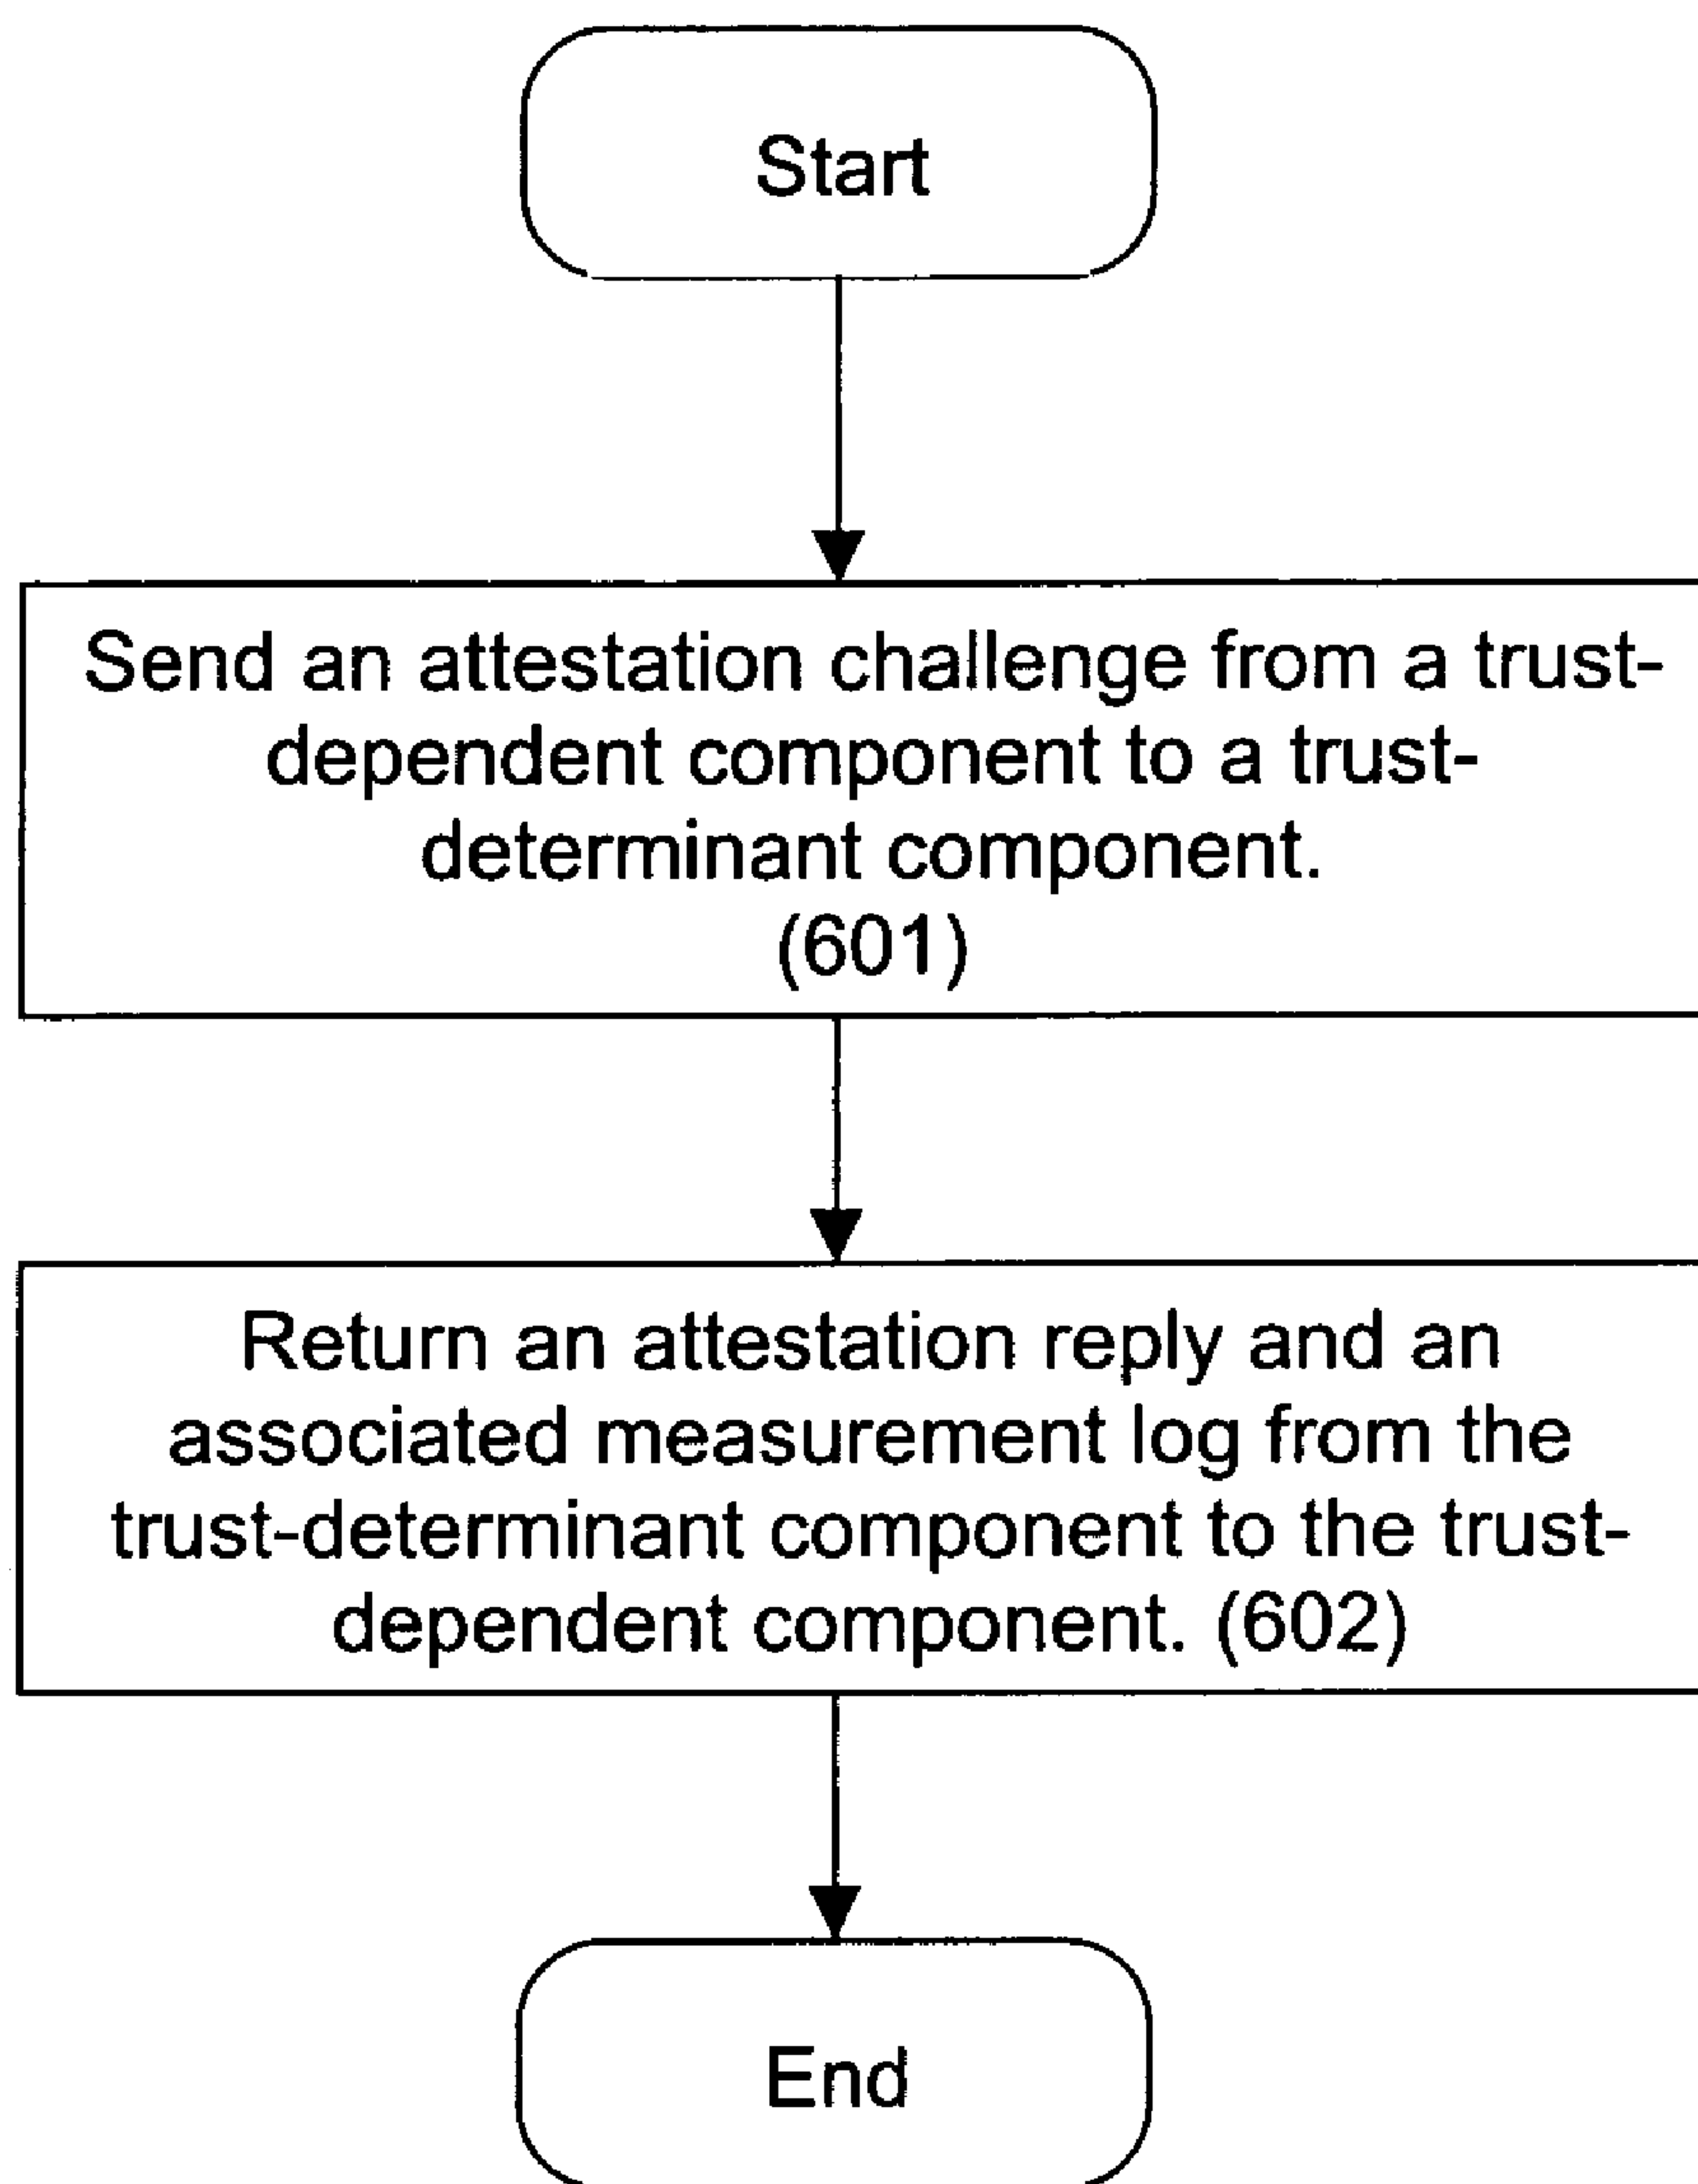 Start
Send an attestation challenge from a trust-
dependent component to a trust-
determinant component.
(601)
Return an attestation reply and an
associated measurement log from the
trust-determinant component to the trust-
dependent component. (602)
End